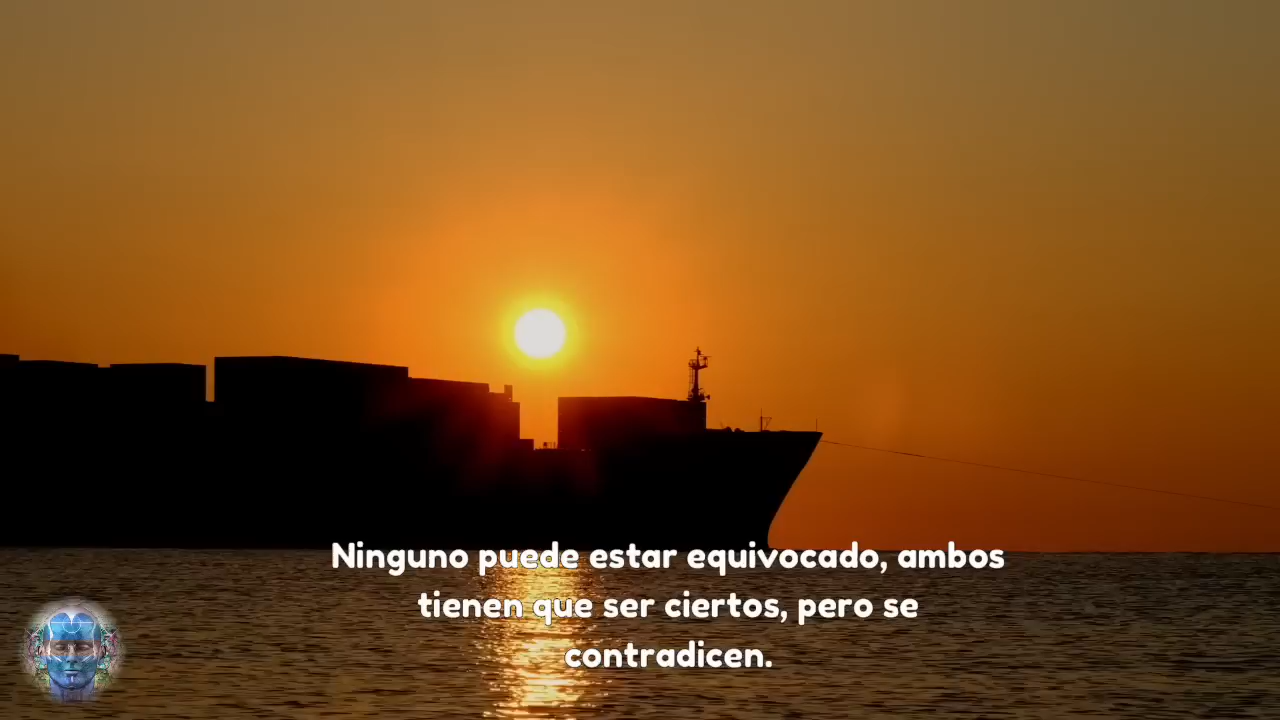 Ninguno puede estar equivocado, ambos
tienen que ser ciertos, pero se
contradicen.